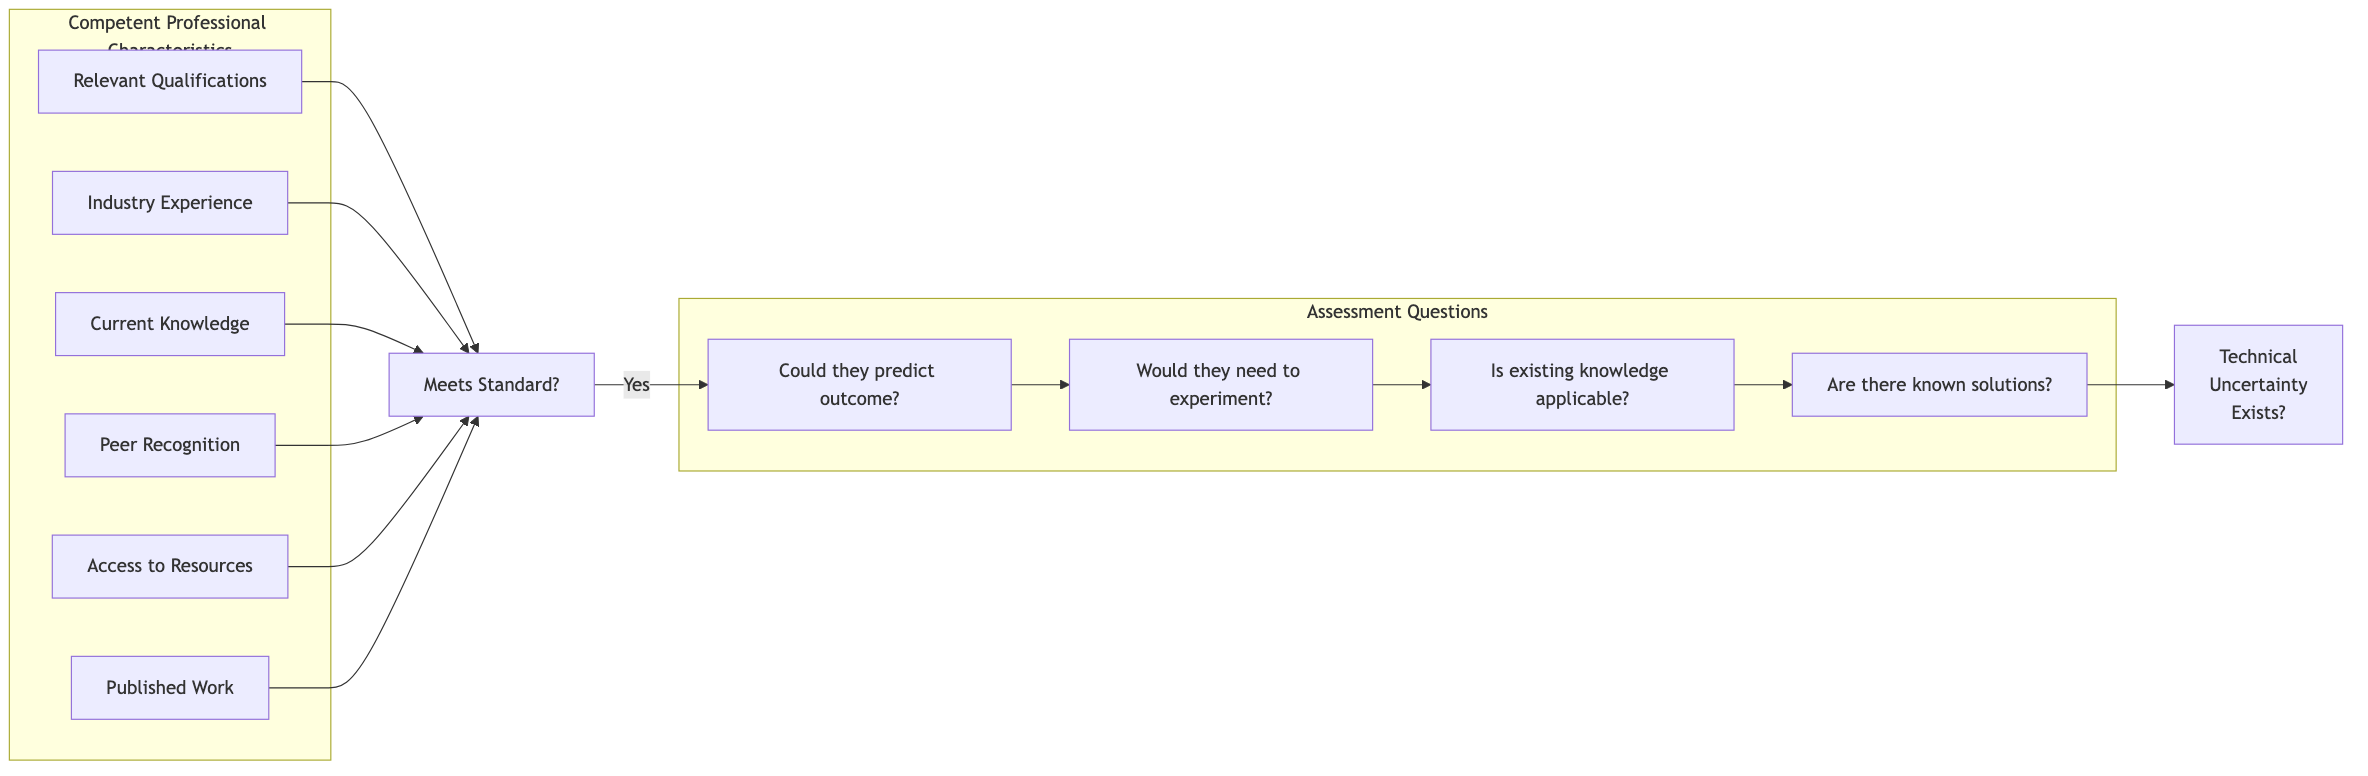 Competent Professional
Characteristics
Relevant Qualifications
Industry Experience
Current Knowledge
Peer Recognition
Access to Resources
Published Work
Meets Standard?
Yes
Assessment Questions
Could they predict
outcome?
Would they need to
experiment?
Is existing knowledge
applicable?
Are there known solutions?
Technical
Uncertainty
Exists?